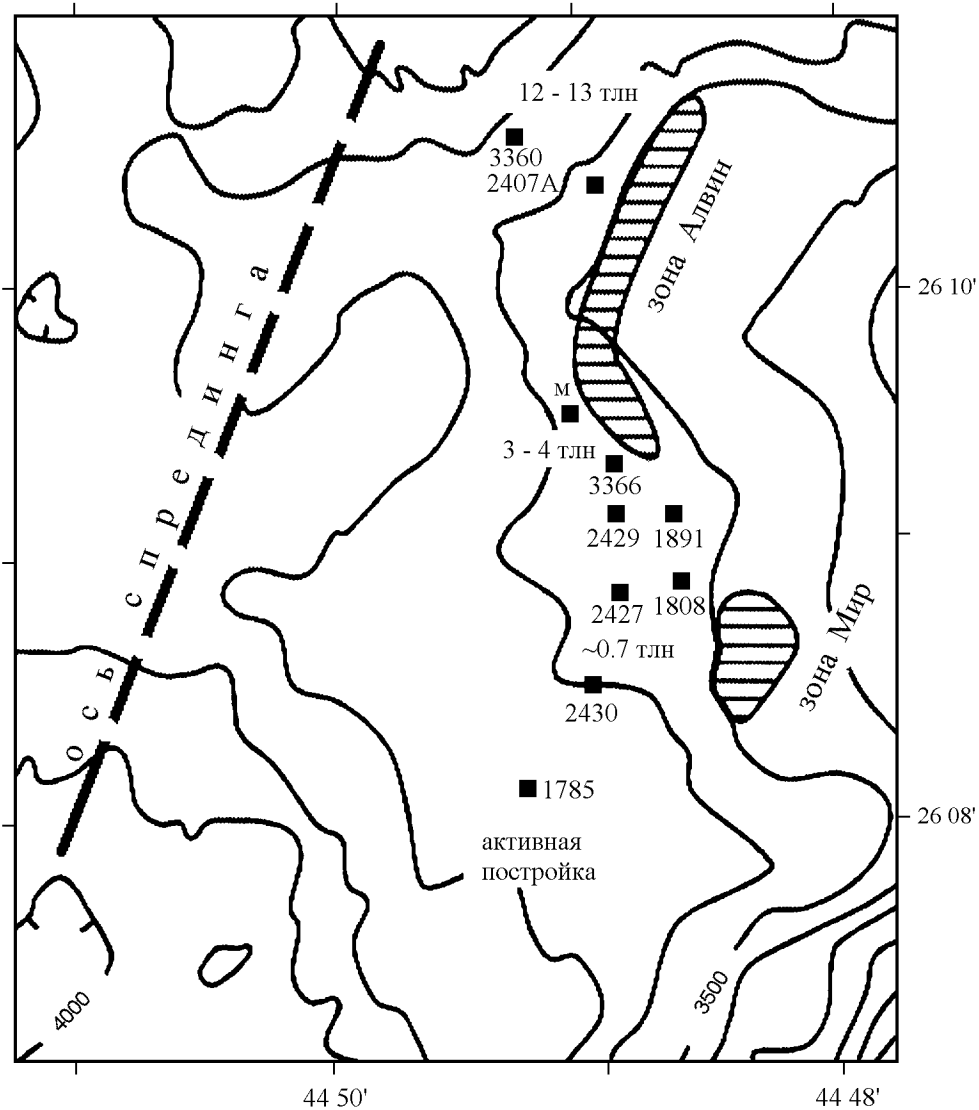 12 - 13 тлн
3360
2407А
зона Алвин
26 10'
ось спрединга
м
3 - 4 тлн
3366
2429 1891
2427 1808
~0.7 тлн
зона Мир
2430
1785
26 08'
активная
постройка
4000
3500
44 50'
44 48'